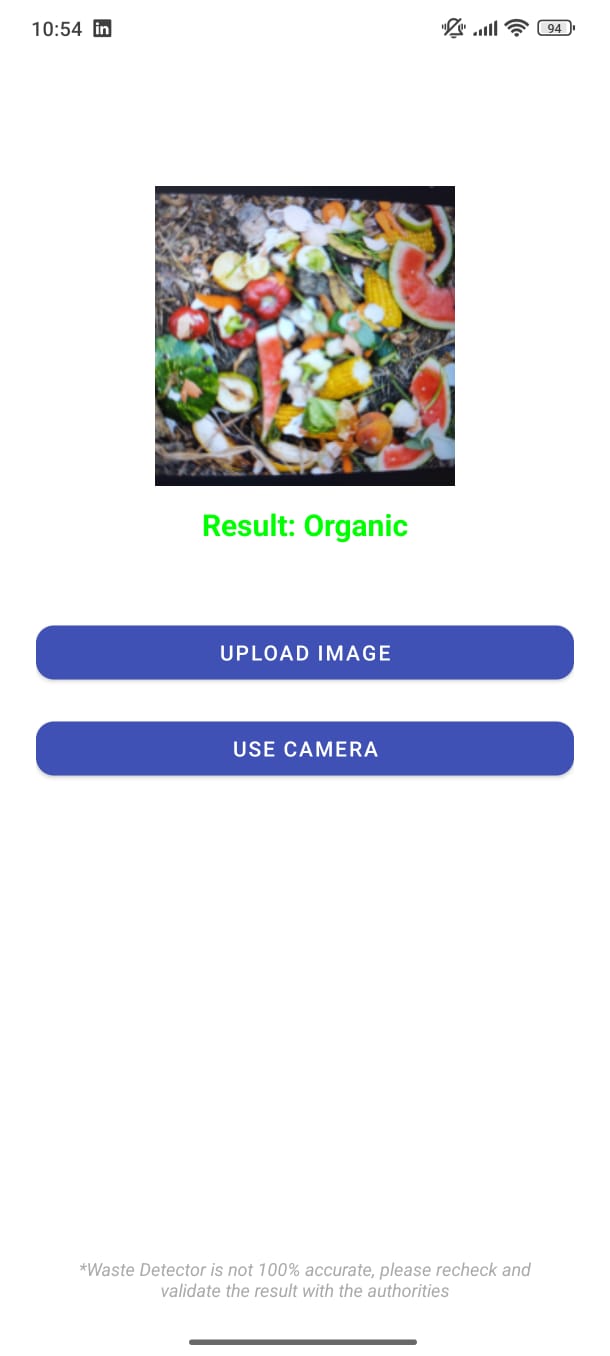 10:54 in
94
Result: Organic
UPLOAD IMAGE
USE CAMERA
*Waste Detector is not 100% accurate, please recheck and
validate the result with the authorities